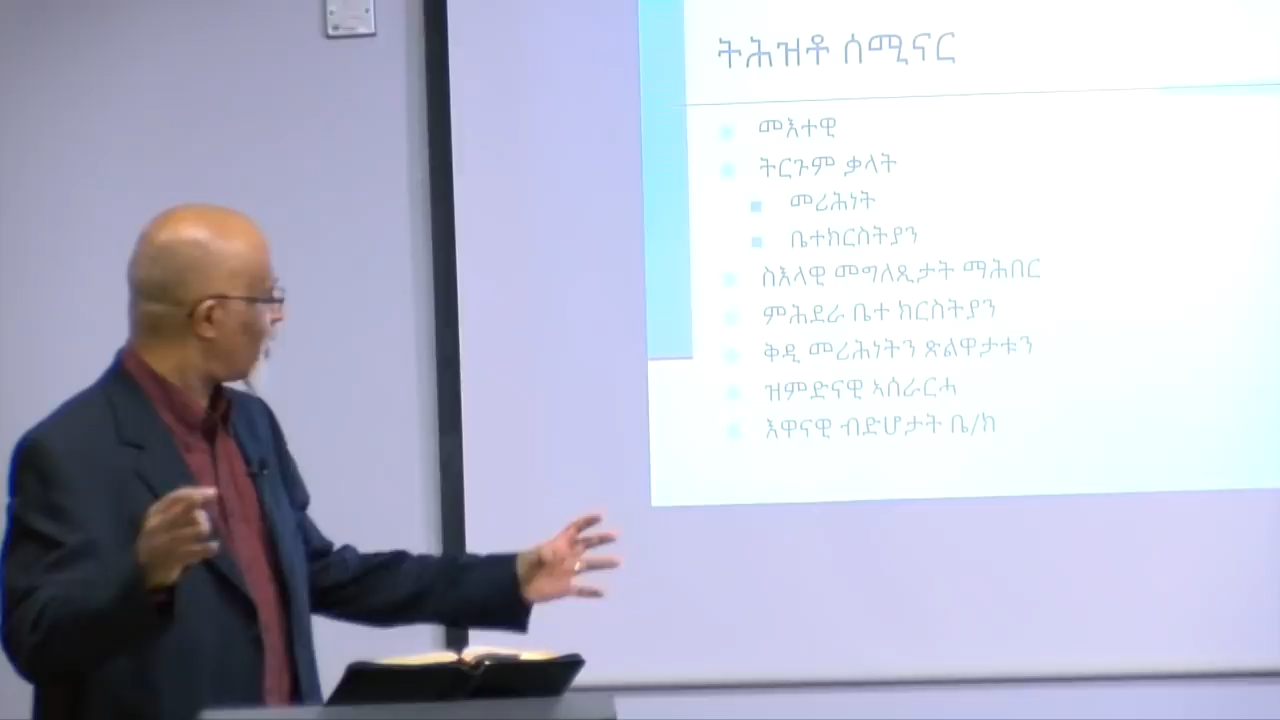 ትሕዝቶ ሰሚናር
መእተዊ
ትርጉም ቃላት
መሪሕነት
ቤተክርስትያን
ስእላዊ መግለጺታት ማሕበር
ምሕደራ ቤተ ክርስትያን
ቅዲ መሪሕነትን ጽልዋታቱን
ዝምድናዊ ኣሰራርሓ
እዋናዊ ብድሆታት ቤ/ክ